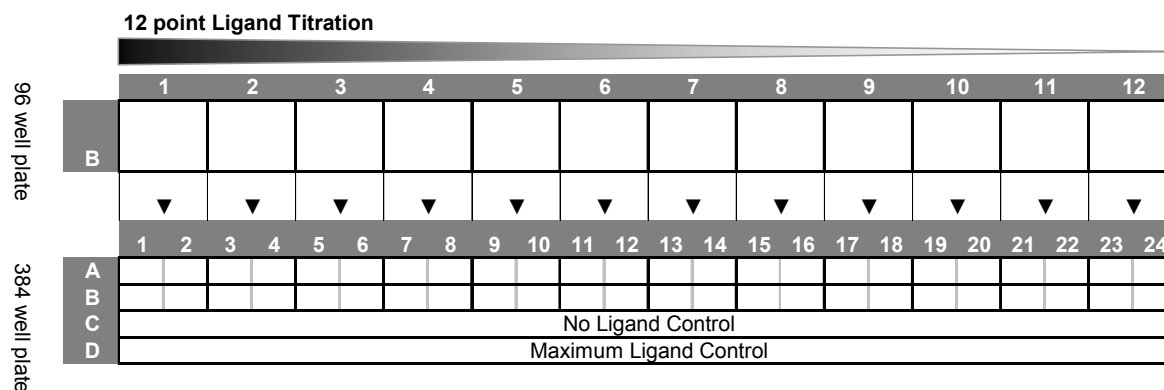 12 point Ligand Titration
1 2 3 4 5 6 7 8 9 10 11 12
96 well plate
B
▼ ▼ ▼ ▼ ▼ ▼ ▼ ▼ ▼ ▼ ▼ ▼
1 2 3 4 5 6 7 8 9 10 11 12 13 14 15 16 17 18 19 20 21 22 23 24
384 well plate
A
B
C No Ligand Control
D Maximum Ligand Control